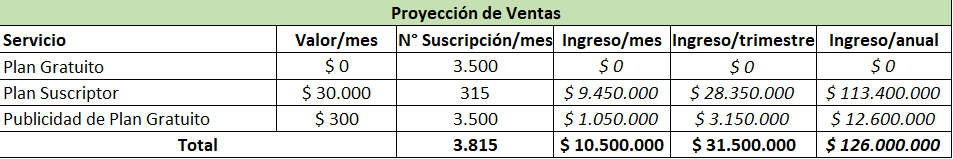 Proyección de Ventas
Servicio Valor/mes N° Suscripción/mes Ingreso/mes Ingreso/trimestre Ingreso/anual
Plan Gratuito $ 0 3.500 $ 0 $ 0 $ 0
Plan Suscriptor $ 30.000 315 $ 9.450.000 $ 28.350.000 $ 113.400.000
Publicidad de Plan Gratuito $ 300 3.500 $ 1.050.000 $ 3.150.000 $ 12.600.000
Total 3.815 $ 10.500.000 $ 31.500.000 $ 126.000.000